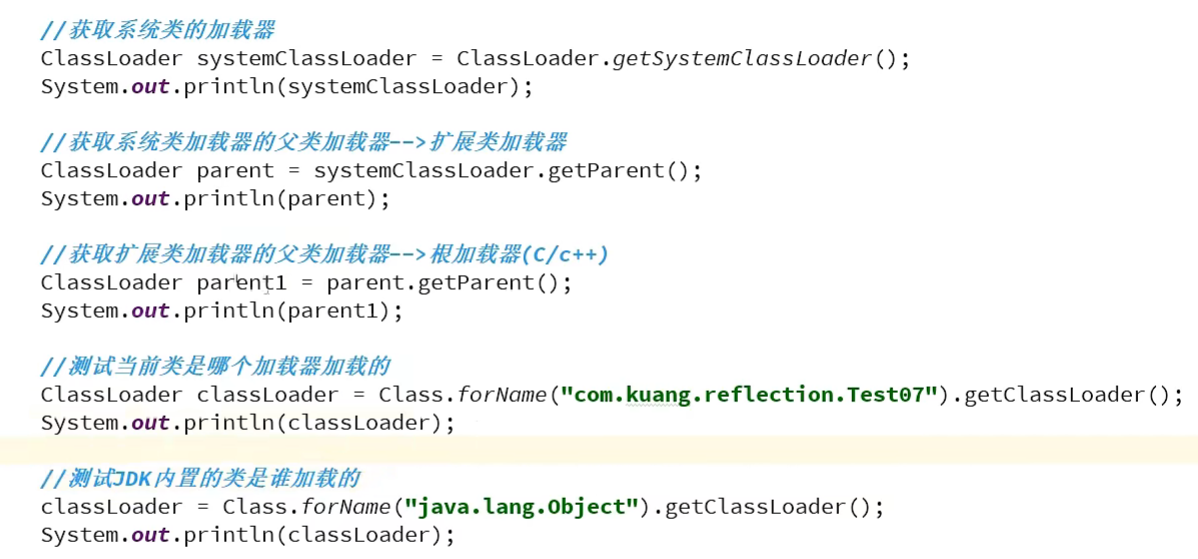 //获取系统类的加载器
ClassLoader systemClassLoader = ClassLoader.getSystemClassLoader();
System.out.println(systemClassLoader);
//获取系统类加载器的父类加载器-->扩展类加载器
ClassLoader parent = systemClassLoader.getParent();
System.out.println(parent);
//获取扩展类加载器的父类加载器-->根加载器(C/c++)
ClassLoader parent1 = parent.getParent();
System.out.println(parent1);
//测试当前类是哪个加载器加载的
ClassLoader classLoader = Class.forName("com.kuang.reflection.Test07").getClassLoader();
System.out.println(classLoader);
//测试JDK内置的类是谁加载的
classLoader = Class.forName("java.lang.Object").getClassLoader();
System.out.println(classLoader);